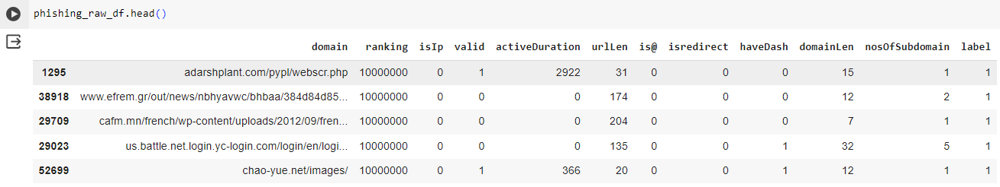 phishing_raw_df.head()
domain ranking isIp valid activeDuration urlLen is@ isredirect haveDash domainLen nosOfSubdomain label
1295 adarshplant.com/pypl/webscr.php 10000000 0 1 2922 31 0 0 0 15 1 1
38918 www.efrem.gr/out/news/nbhyavwc/bhbaa/384d84d85... 10000000 0 0 0 174 0 0 0 12 2 1
29709 cafm.mn/french/wp-content/uploads/2012/09/fren... 10000000 0 0 0 204 0 0 0 7 1 1
29023 us.battle.net.login.yc-login.com/login/en/logi... 10000000 0 0 0 135 0 0 1 32 5 1
52699 chao-yue.net/images/ 10000000 0 1 366 20 0 0 1 12 1 1